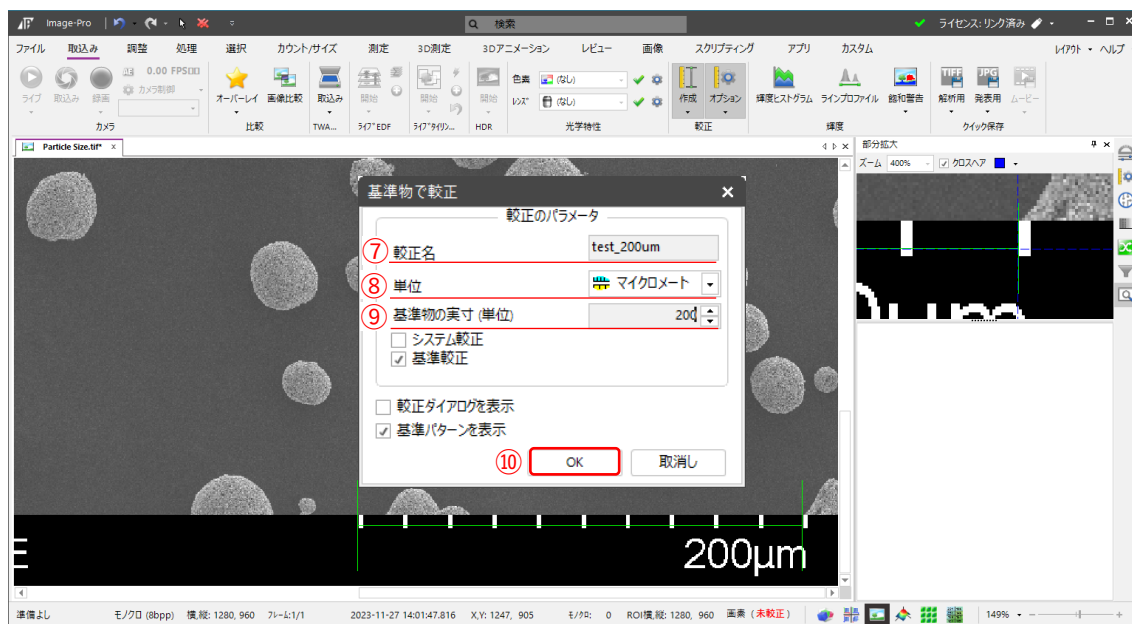 Image-Pro
検索
ライセンス: リンク済み
ファイル 取込み 調整 処理 選択 カウント/サイズ 測定 3D測定 3Dアニメーション レビュー 画像 スクリプティング アプリ カスタム レイアウト ヘルプ
ライブ 取込み 録画 0.00 FPS カメラ制御 オーバーレイ 画像比較 取込み 開始 開始 開始 色素 (なし) レンズ (なし) 作成 オプション 輝度ヒストグラム ラインプロファイル 飽和警告 TIFF 解析用 JPG 発表用 ムービー
カメラ 比較 TWA... ライブEDF ライブタイリン... HDR 光学特性 較正 輝度 クイック保存
Particle Size.tif* x
部分拡大
ズーム 400% クロスヘア
基準物で較正
較正のパラメータ
⑦ 較正名 test_200um
⑧ 単位 マイクロメート
⑨ 基準物の実寸 (単位) 200
システム較正
基準較正
較正ダイアログを表示
基準パターンを表示
⑩ OK 取消し
200μm
準備よし モノクロ (8bpp) 横,縦: 1280, 960 フレーム:1/1 2023-11-27 14:01:47.816 X,Y: 1247, 905 モノクロ: 0 ROI横,縦: 1280, 960 画素 (未較正) 149%